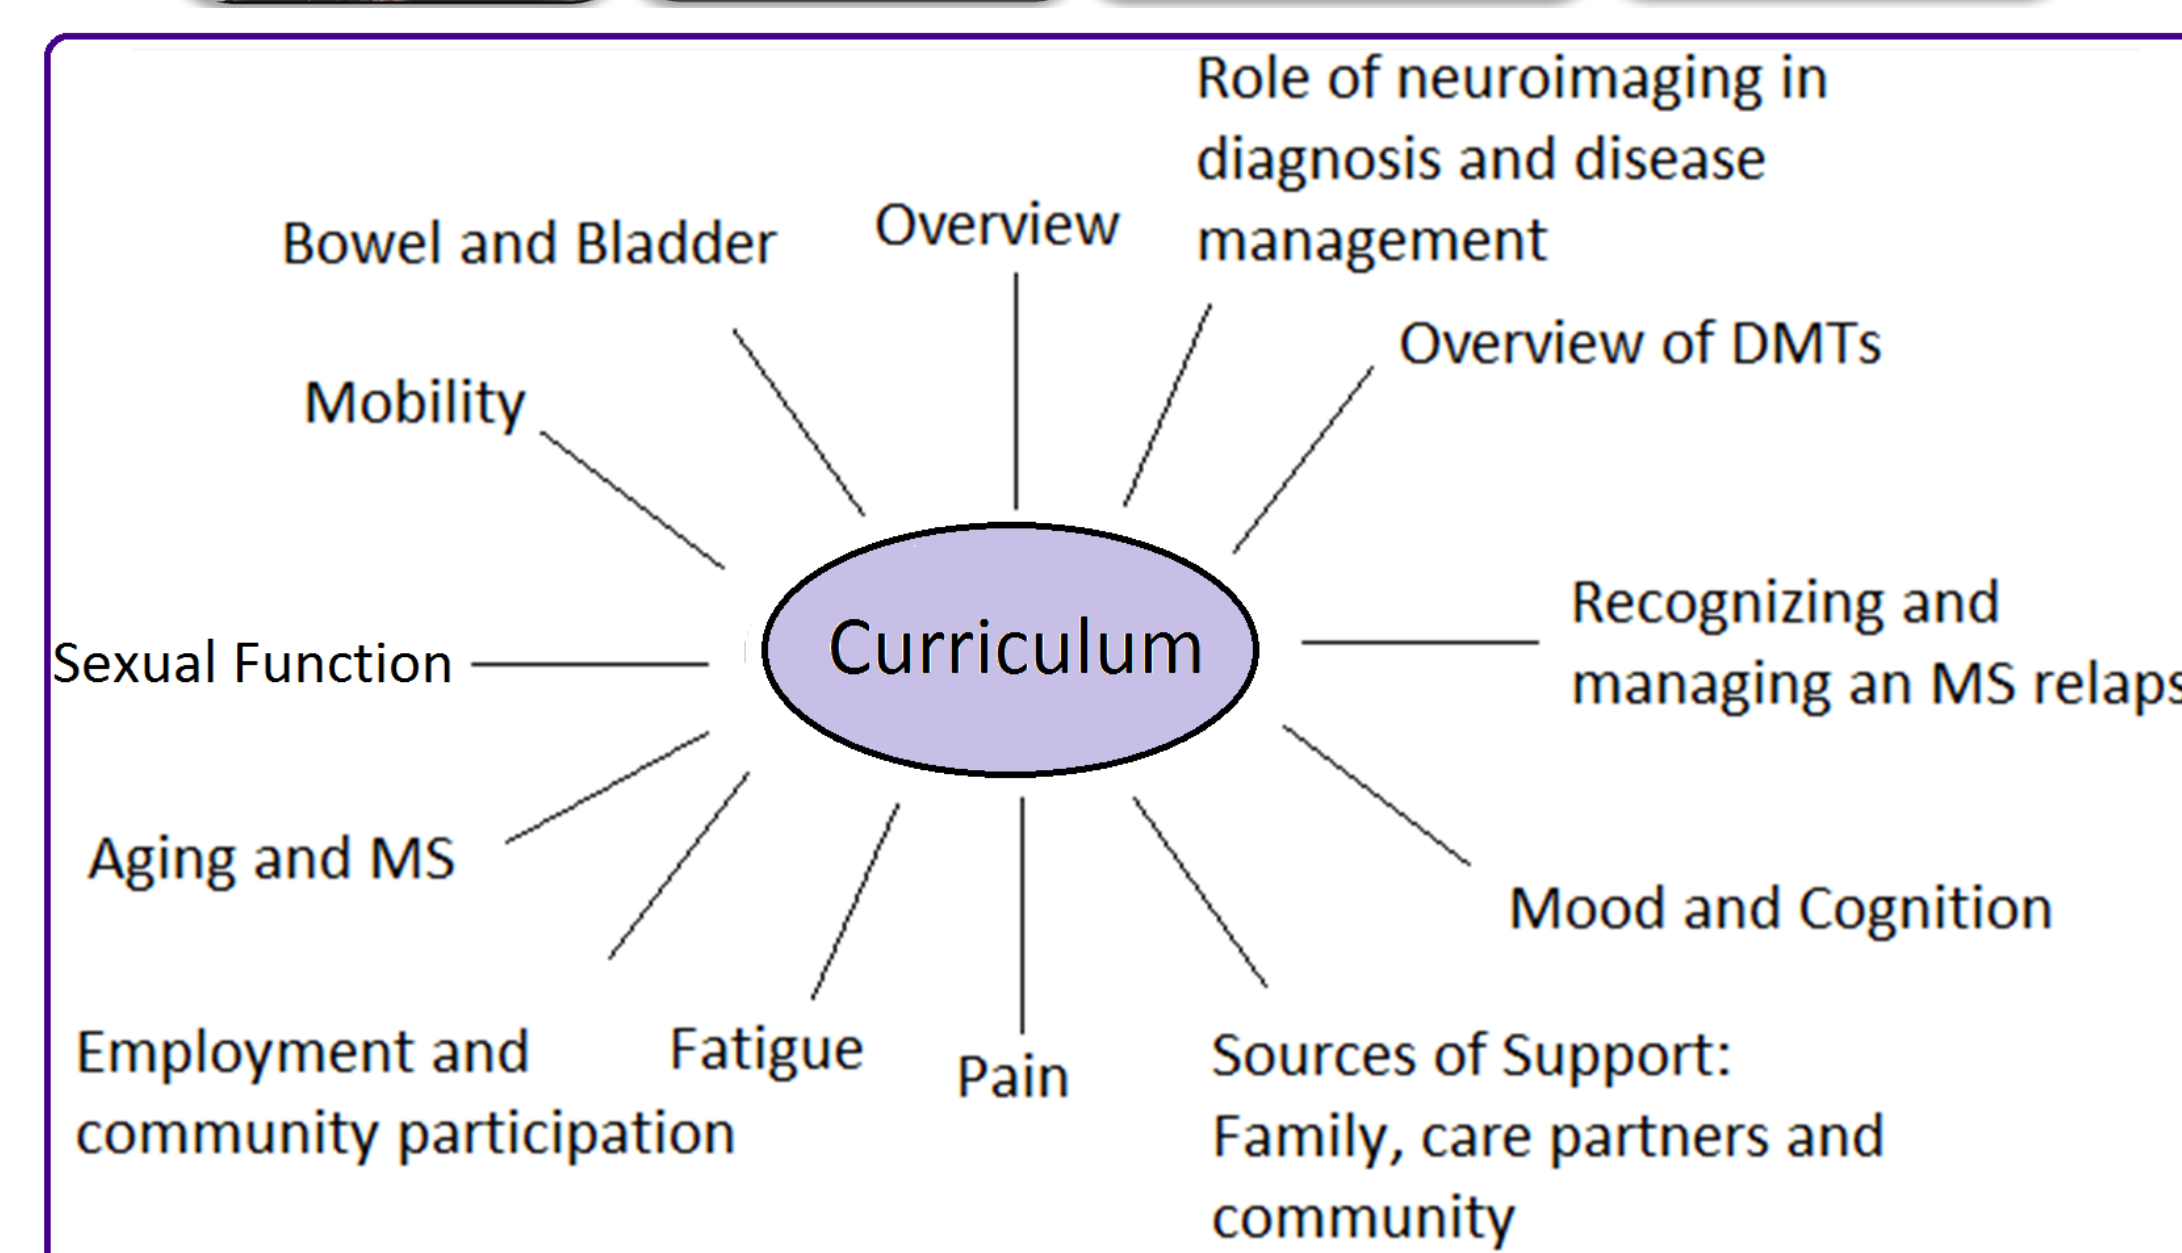 Role of neuroimaging in
diagnosis and disease
management
Overview
Bowel and Bladder
Overview of DMTs
Mobility
Curriculum
Recognizing and
managing an MS relaps
Sexual Function
Aging and MS
Mood and Cognition
Employment and
community participation
Fatigue
Pain
Sources of Support:
Family, care partners and
community